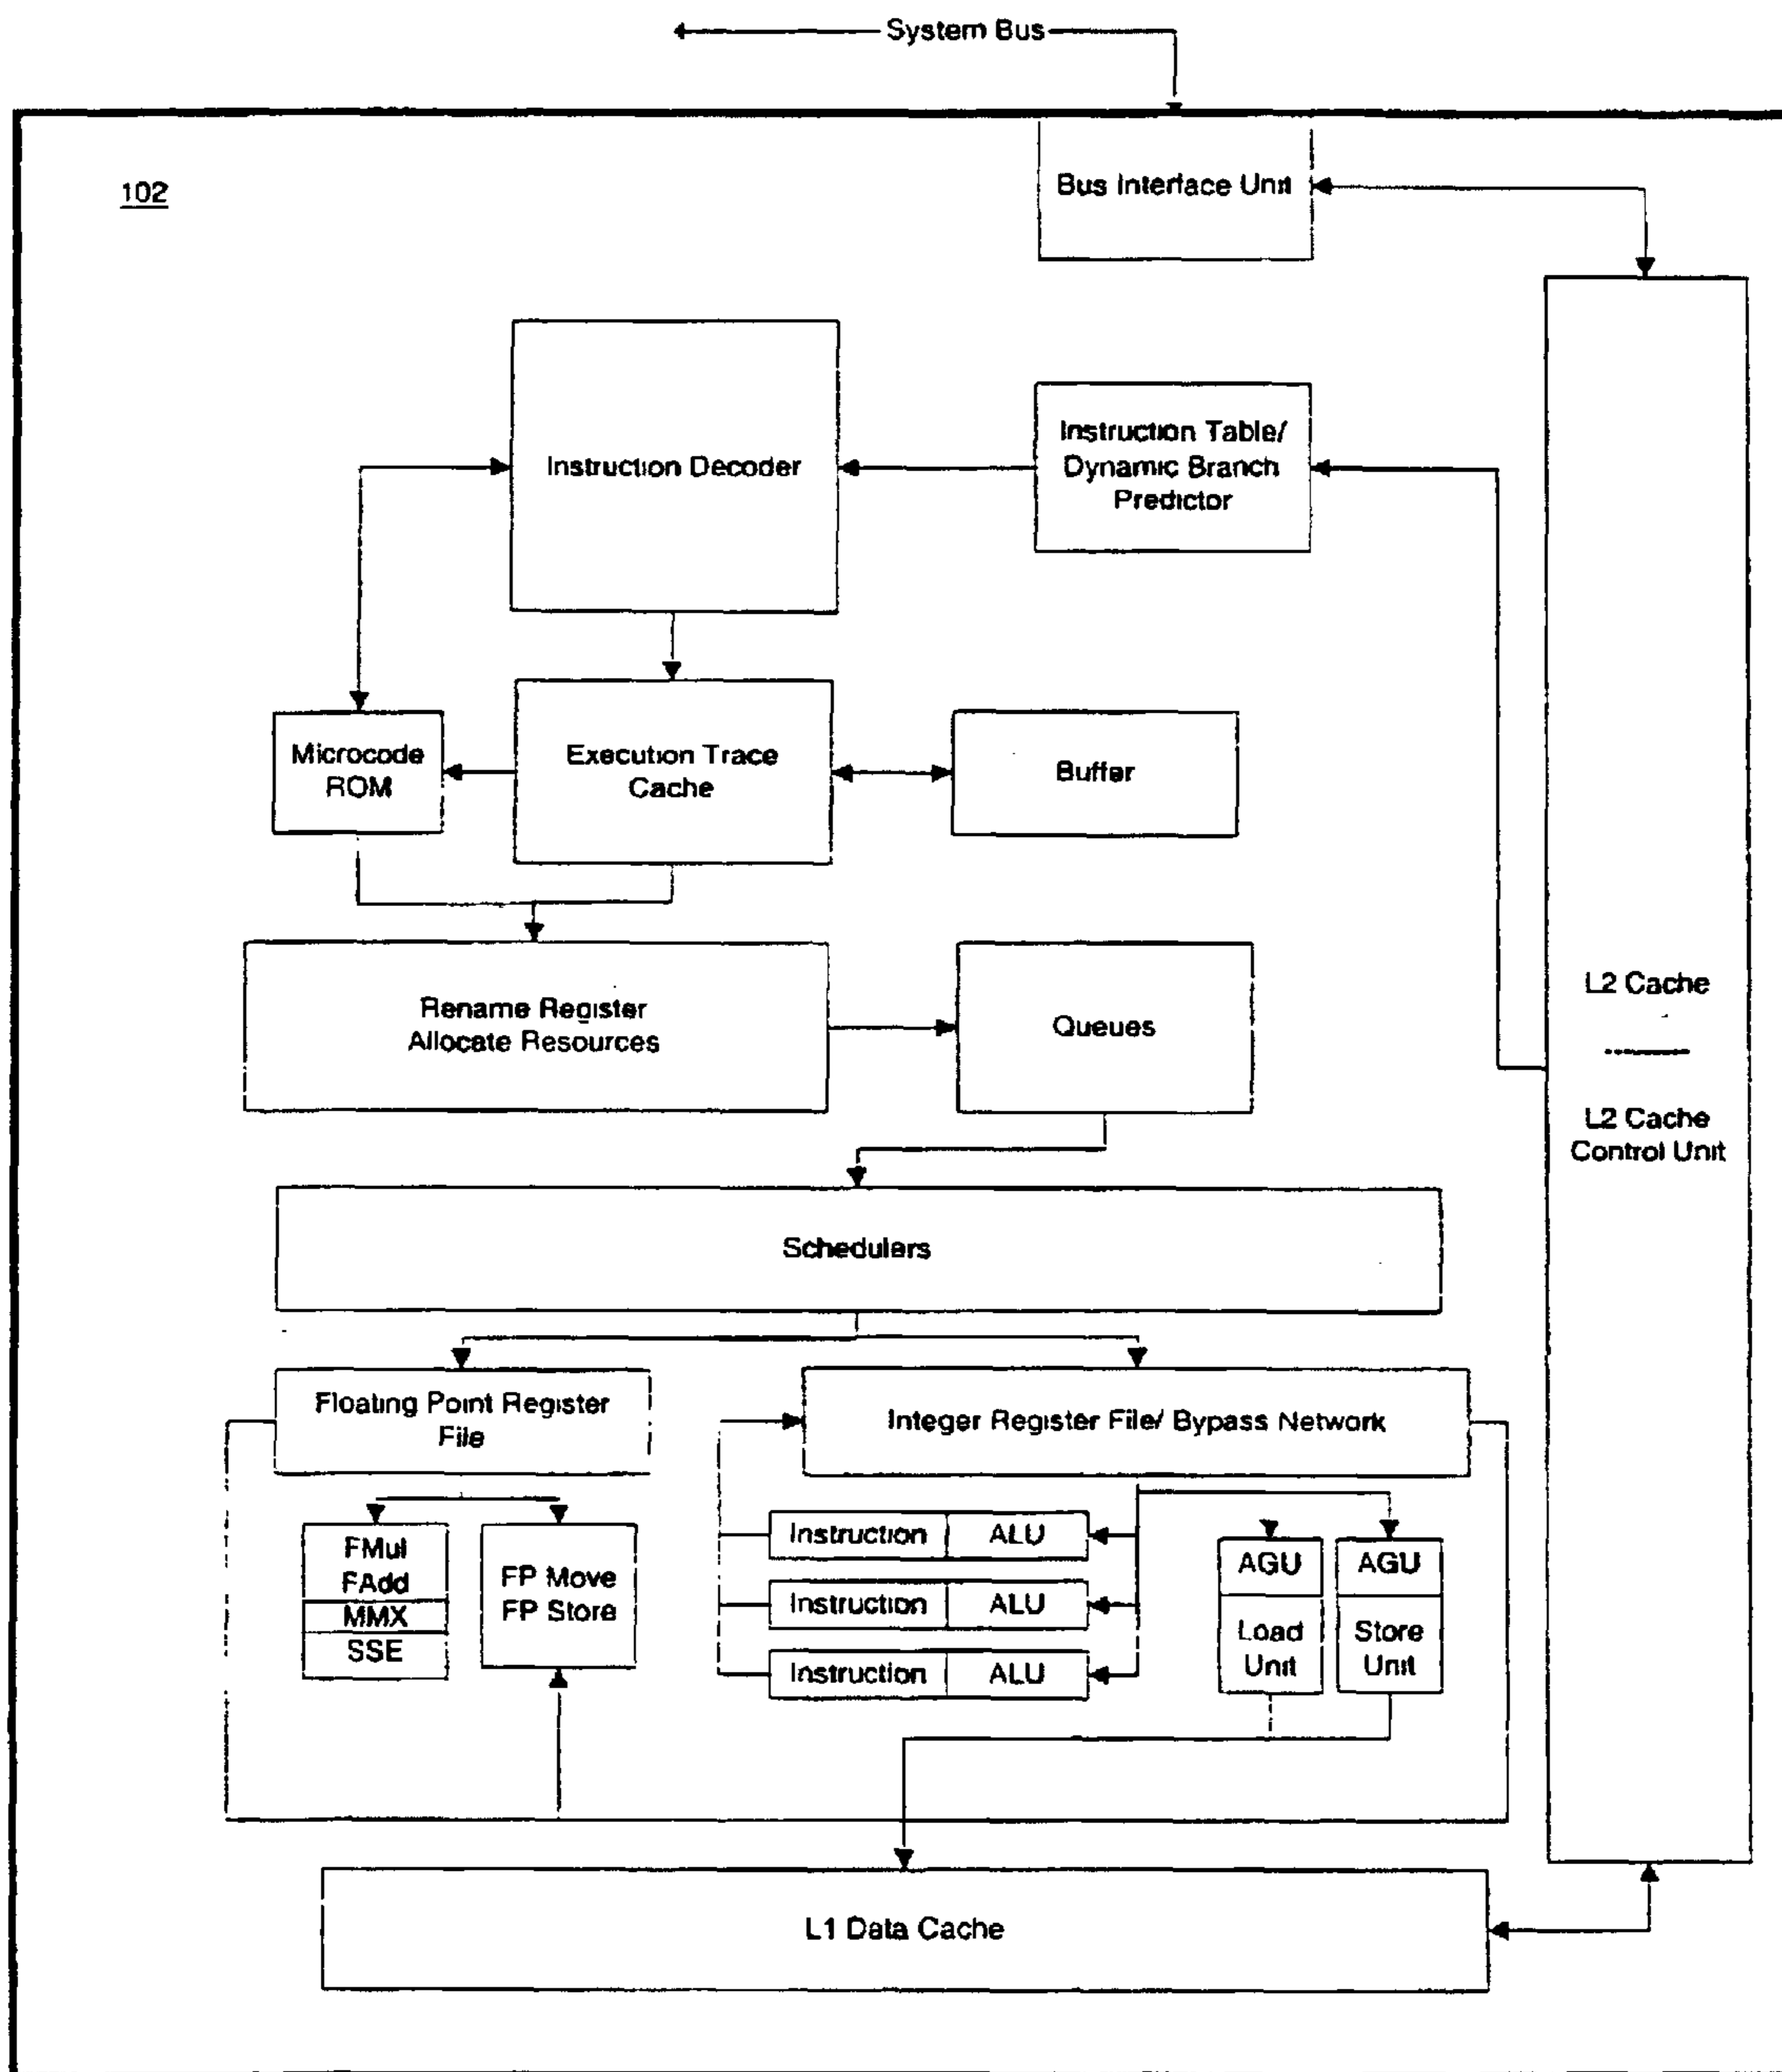 System Bus
102
Bus Interface Unit
Instruction Decoder
Instruction Table/
Dynamic Branch
Predictor
Microcode
ROM
Execution Trace
Cache
Buffer
Rename Register
Allocate Resources
Queues
L2 Cache
L2 Cache
Control Unit
Schedulers
Floating Point Register
File
Integer Register File/ Bypass Network
FMul
FAdd
MMX
SSE
FP Move
FP Store
Instruction ALU
Instruction ALU
Instruction ALU
AGU
Load
Unit
AGU
Store
Unit
L1 Data Cache